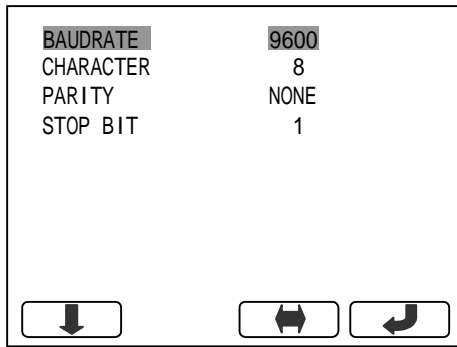 BAUDRATE 9600
CHARACTER 8
PARITY NONE
STOP BIT 1